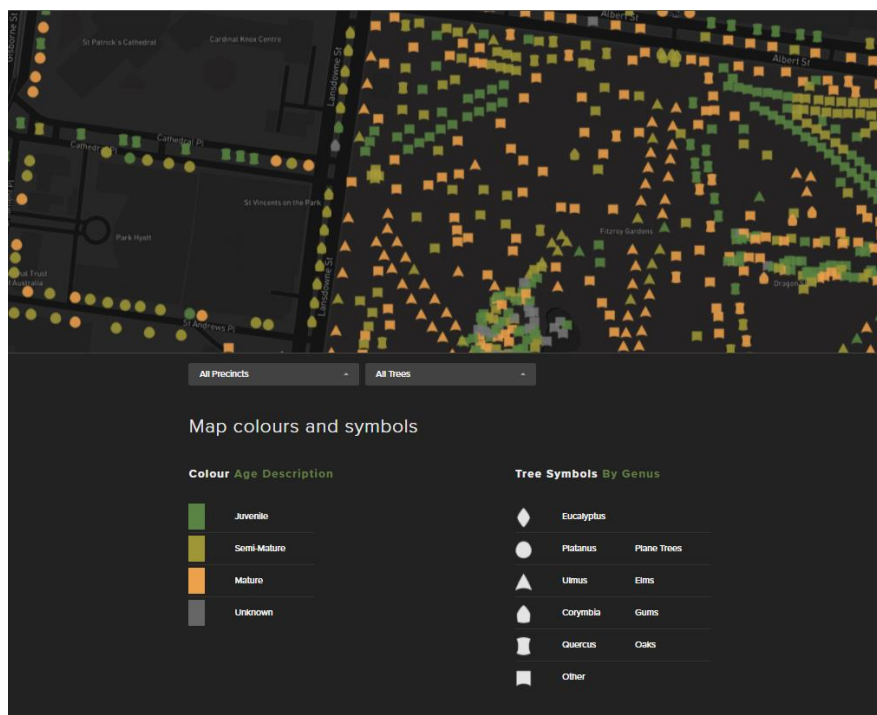 Albert St
Gisborne St
St Patrick's Cathedral
Cardinal Knox Centre
Lansdowne St
Albert St
Cathedral Pl
Cathedral Pl
St Vincents on the Park
Park Hyatt
Fitzroy Gardens
Lansdowne St
St Andrews Pl
All Precincts
All Trees
Map colours and symbols
Colour Age Description
Tree Symbols By Genus
Juvenile
Eucalyptus
Semi-Mature
Platanus Plane Trees
Mature
Ulmus Elms
Unknown
Corymbia Gums
Quercus Oaks
Other